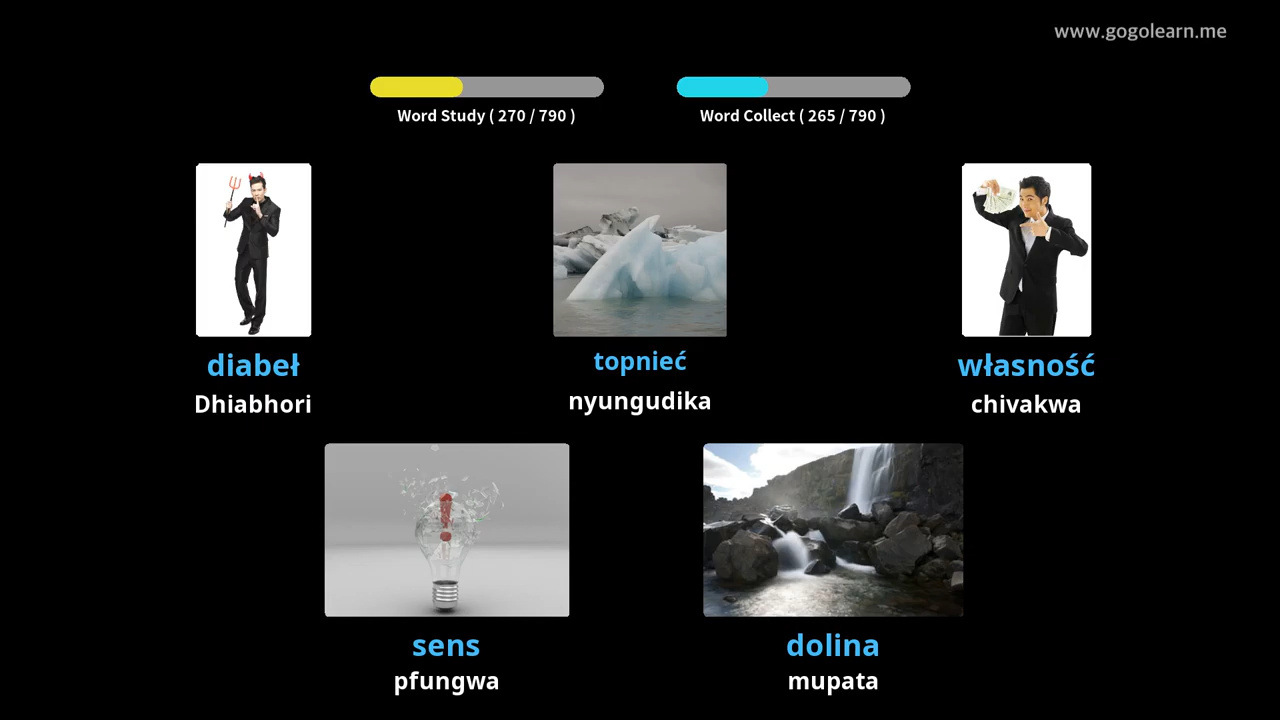 www.gogolearn.me
Word Study ( 270 / 790 )
Word Collect ( 265 / 790 )
diabeł
Dhiabhori
topnieć
nyungudika
własność
chivakwa
sens
pfungwa
dolina
mupata